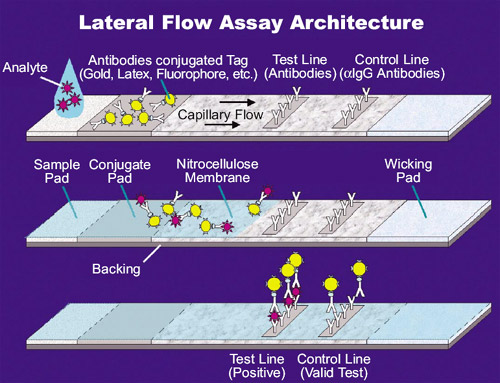 Lateral Flow Assay Architecture
Analyte
Antibodies conjugated Tag
(Gold, Latex, Fluorophore, etc.)
Test Line
(Antibodies)
Control Line
(αIgG Antibodies)
Capillary Flow
Sample
Pad
Conjugate
Pad
Nitrocellulose
Membrane
Wicking
Pad
Backing
Test Line
(Positive)
Control Line
(Valid Test)